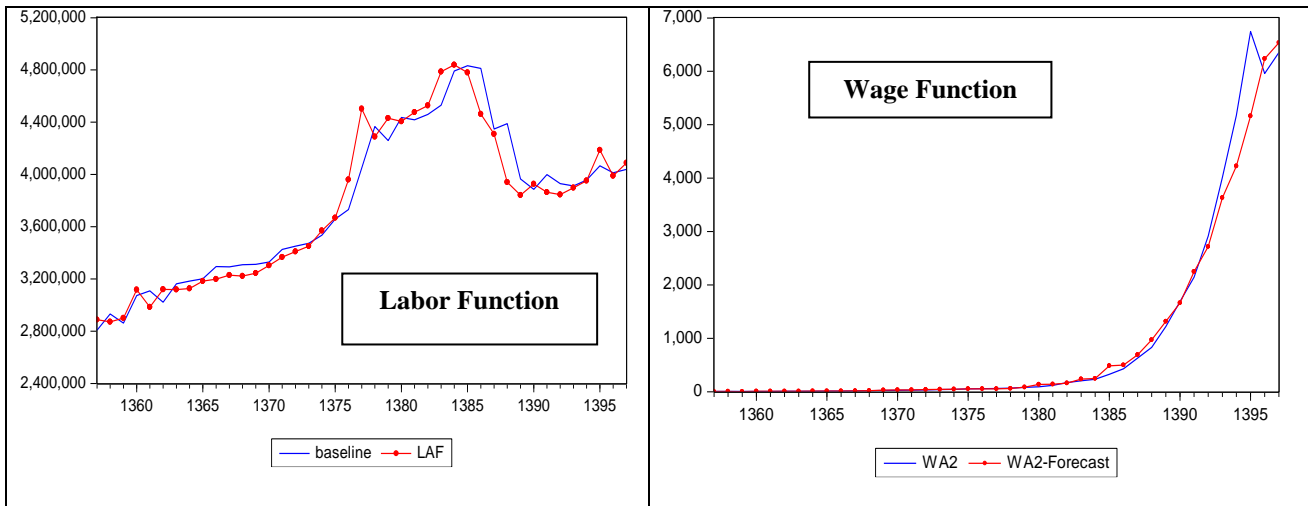 5,200,000
4,800,000
4,400,000
4,000,000
3,600,000
3,200,000
2,800,000
2,400,000
Labor Function
1360 1365 1370 1375 1380 1385 1390 1395
baseline LAF
7,000
6,000
5,000
4,000
3,000
2,000
1,000
0
Wage Function
1360 1365 1370 1375 1380 1385 1390 1395
WA2 WA2-Forecast